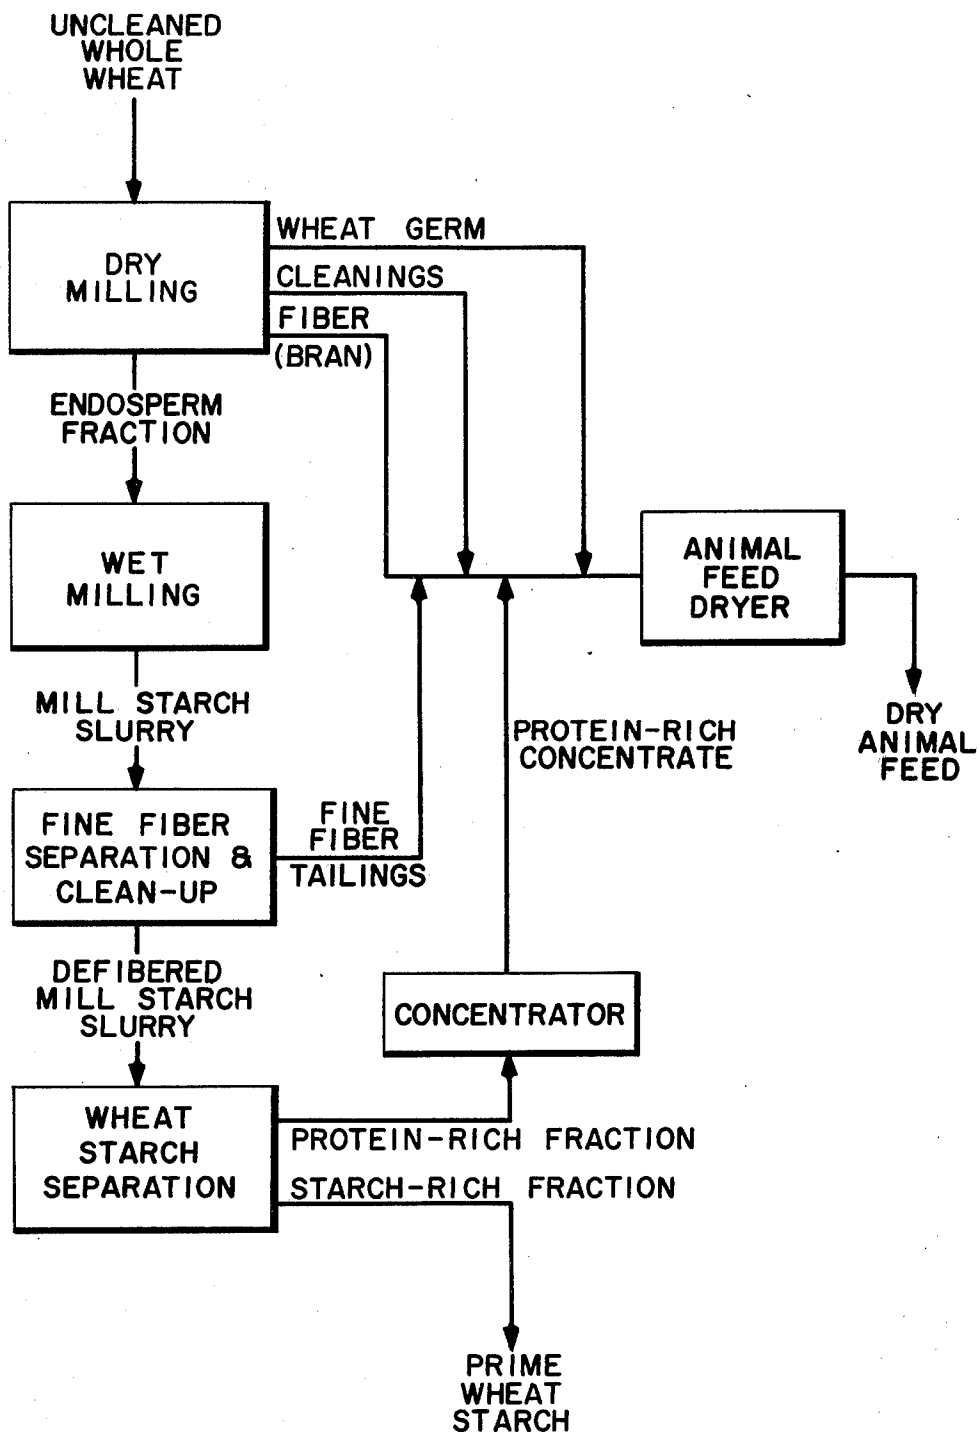 UNCLEANED
WHOLE
WHEAT
DRY
MILLING
WHEAT GERM
CLEANINGS
FIBER
(BRAN)
ENDOSPERM
FRACTION
WET
MILLING
ANIMAL
FEED
DRYER
MILL STARCH
SLURRY
PROTEIN-RICH
CONCENTRATE
DRY
ANIMAL
FEED
FINE FIBER
SEPARATION &
CLEAN-UP
FINE
FIBER
TAILINGS
DEFIBERED
MILL STARCH
SLURRY
CONCENTRATOR
WHEAT
STARCH
SEPARATION
PROTEIN-RICH FRACTION
STARCH-RICH FRACTION
PRIME
WHEAT
STARCH